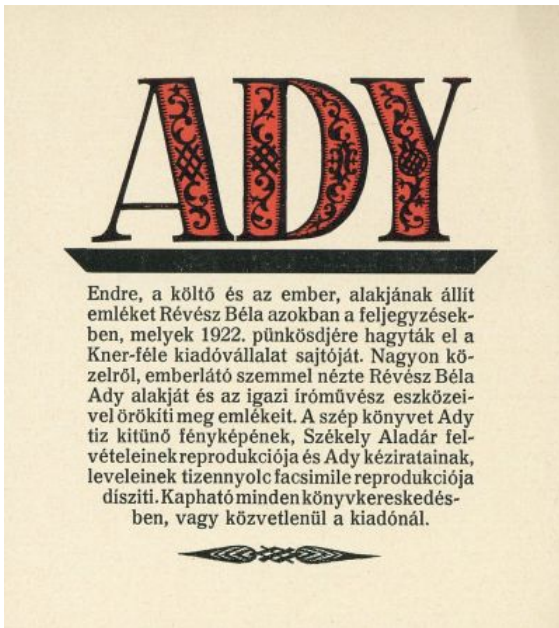 ADY
Endre, a költő és az ember, alakjának állít
emléket Révész Béla azokban a feljegyzések-
ben, melyek 1922. pünkösdjére hagyták el a
Kner-féle kiadóvállalat sajtóját. Nagyon kö-
zelről, emberlátó szemmel nézte Révész Béla
Ady alakját és az igazi íróművész eszközei-
vel örökíti meg emlékeit. A szép könyvet Ady
tiz kitünő fényképének, Székely Aladár fel-
vételeinek reprodukciója és Ady kéziratainak,
leveleinek tizennyolc facsimile reprodukciója
díszíti. Kapható minden könyvkereskedés-
ben, vagy közvetlenül a kiadónál.